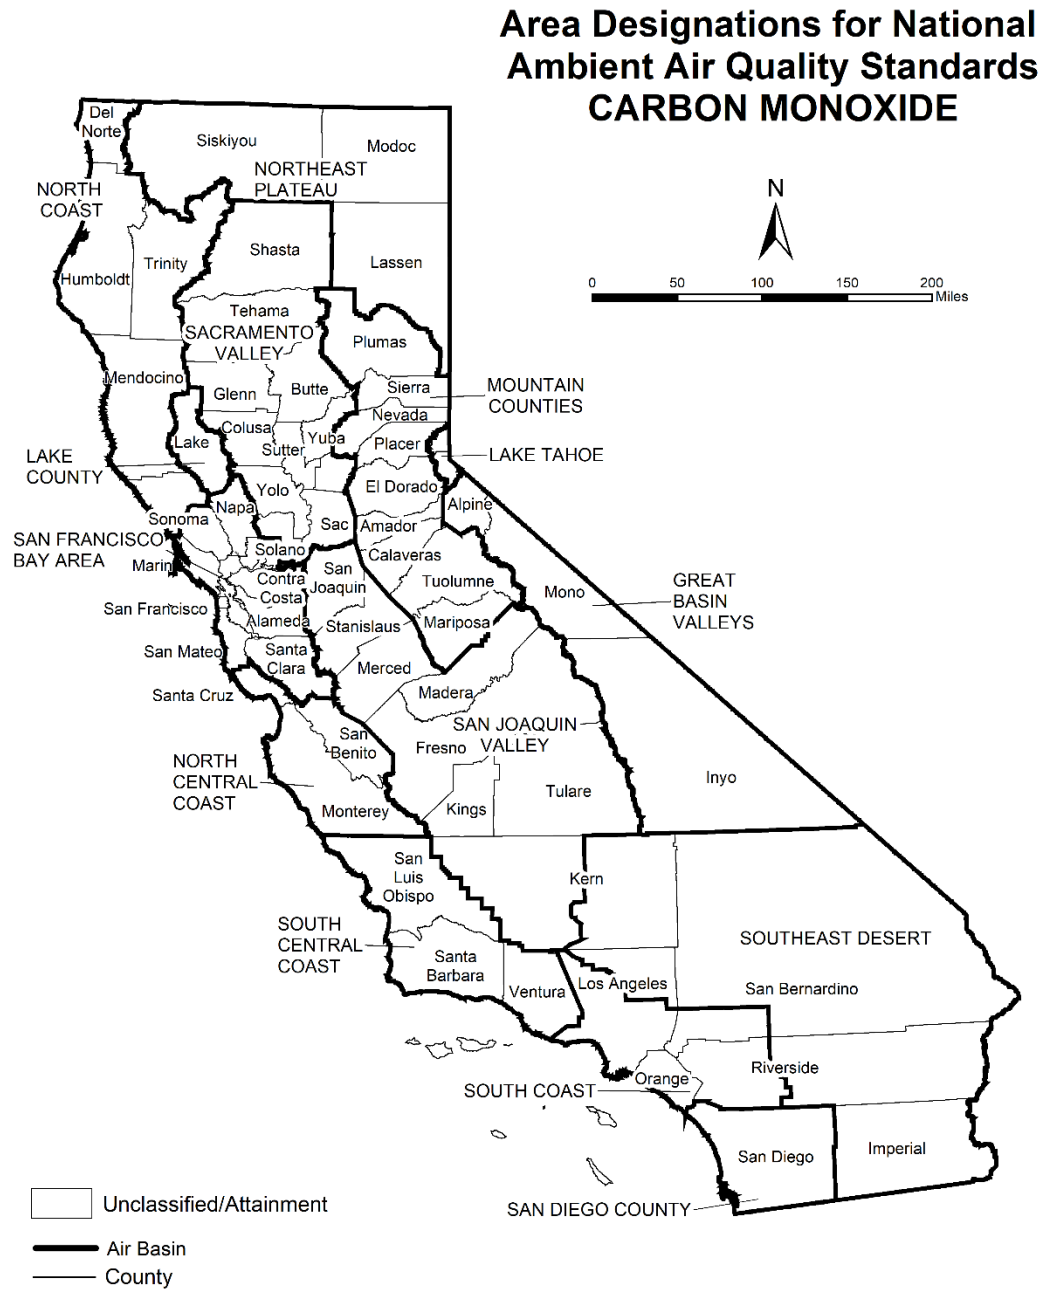 Area Designations for National
Ambient Air Quality Standards
CARBON MONOXIDE
Del
Norte
Siskiyou
Modoc
NORTHEAST
PLATEAU
NORTH
COAST
N
Shasta
Trinity
Lassen
Humboldt
0 50 100 150 200
Miles
Tehama
SACRAMENTO
VALLEY
Plumas
Mendocino
Glenn
Butte
Sierra
MOUNTAIN
COUNTIES
Nevada
Colusa
Yuba
Lake
Sutter
Placer
LAKE TAHOE
LAKE
COUNTY
Yolo
El Dorado
Napa
Alpine
Sonoma
Sac
Amador
SAN FRANCISCO
BAY AREA
Solano
Calaveras
Marin
San
Joaquin
Contra
Costa
Tuolumne
Mono
GREAT
BASIN
VALLEYS
San Francisco
Alameda
Stanislaus
Mariposa
San Mateo
Santa
Clara
Merced
Santa Cruz
Madera
SAN JOAQUIN
VALLEY
San
Benito
Fresno
NORTH
CENTRAL
COAST
Inyo
Tulare
Monterey
Kings
San
Luis
Obispo
Kern
SOUTH
CENTRAL
COAST
SOUTHEAST DESERT
Santa
Barbara
Ventura
Los Angeles
San Bernardino
Riverside
Orange
SOUTH COAST
San Diego
Imperial
SAN DIEGO COUNTY
Unclassified/Attainment
Air Basin
County